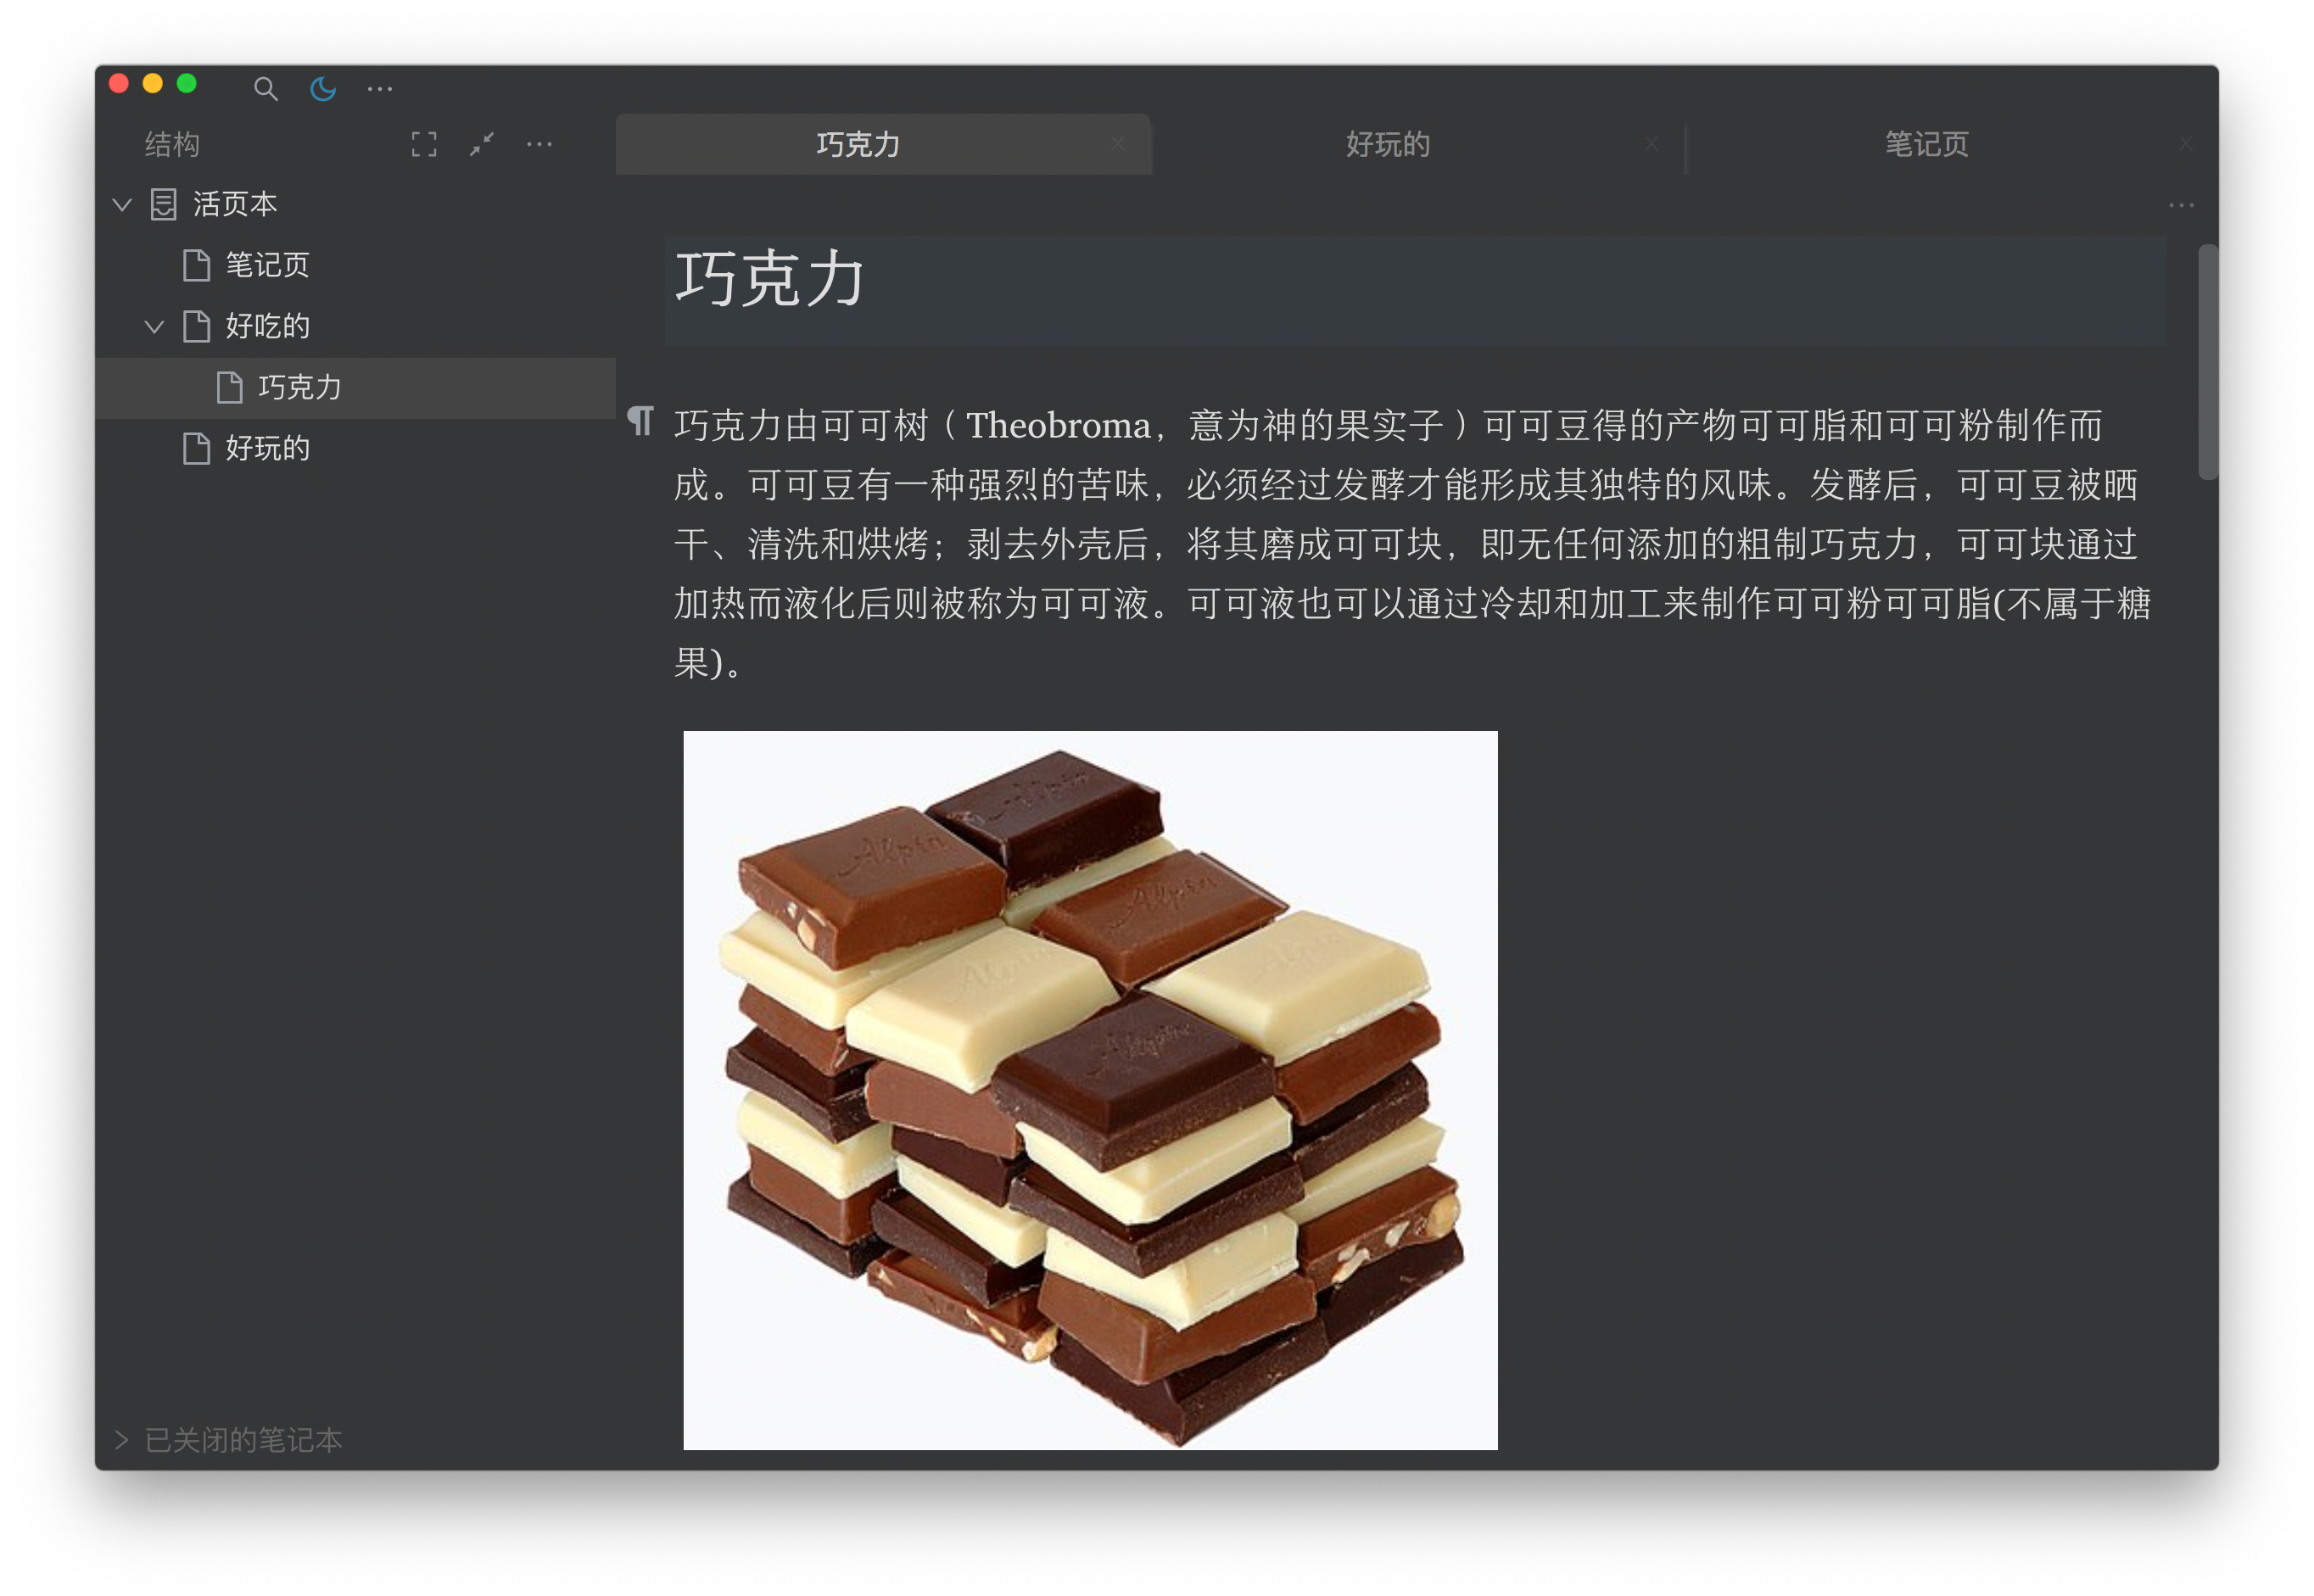 结构
巧克力
好玩的
笔记页
活页本
笔记页
好吃的
巧克力
好玩的
已关闭的笔记本
巧克力
巧克力由可可树（Theobroma，意为神的果实子）可可豆得的产物可可脂和可可粉制作而
成。可可豆有一种强烈的苦味，必须经过发酵才能形成其独特的风味。发酵后，可可豆被晒
干、清洗和烘烤；剥去外壳后，将其磨成可可块，即无任何添加的粗制巧克力，可可块通过
加热而液化后则被称为可可液。可可液也可以通过冷却和加工来制作可可粉可可脂(不属于糖
果)。
Alpia